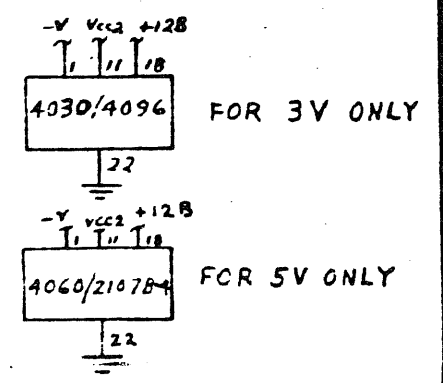 -V Vcc2 +12B
1 11 18
4030/4096 FOR 3V ONLY
22
-V Vcc2 +12B
1 11 18
4060/2107B-4 FOR 5V ONLY
22